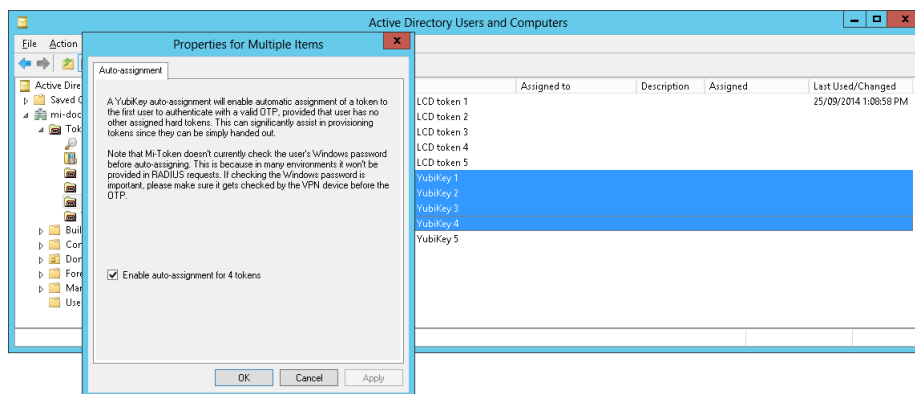 Active Directory Users and Computers
File Action
Properties for Multiple Items
Auto-assignment
A YubiKey auto-assignment will enable automatic assignment of a token to
the first user to authenticate with a valid OTP, provided that user has no
other assigned hard tokens. This can significantly assist in provisioning
tokens since they can be simply handed out.
Note that Mi-Token doesn't currently check the user's Windows password
before auto-assigning. This is because in many environments it won't be
provided in RADIUS requests. If checking the Windows password is
important, please make sure it gets checked by the VPN device before the
OTP.
Enable auto-assignment for 4 tokens
OK Cancel Apply
Active Dire
Saved
mi-doc
Tok
Buil
Con
Dor
Fore
Mar
Use
Assigned to Description Assigned Last Used/Changed
LCD token 1 25/09/2014 1:08:58 PM
LCD token 2
LCD token 3
LCD token 4
LCD token 5
YubiKey 1
YubiKey 2
YubiKey 3
YubiKey 4
YubiKey 5